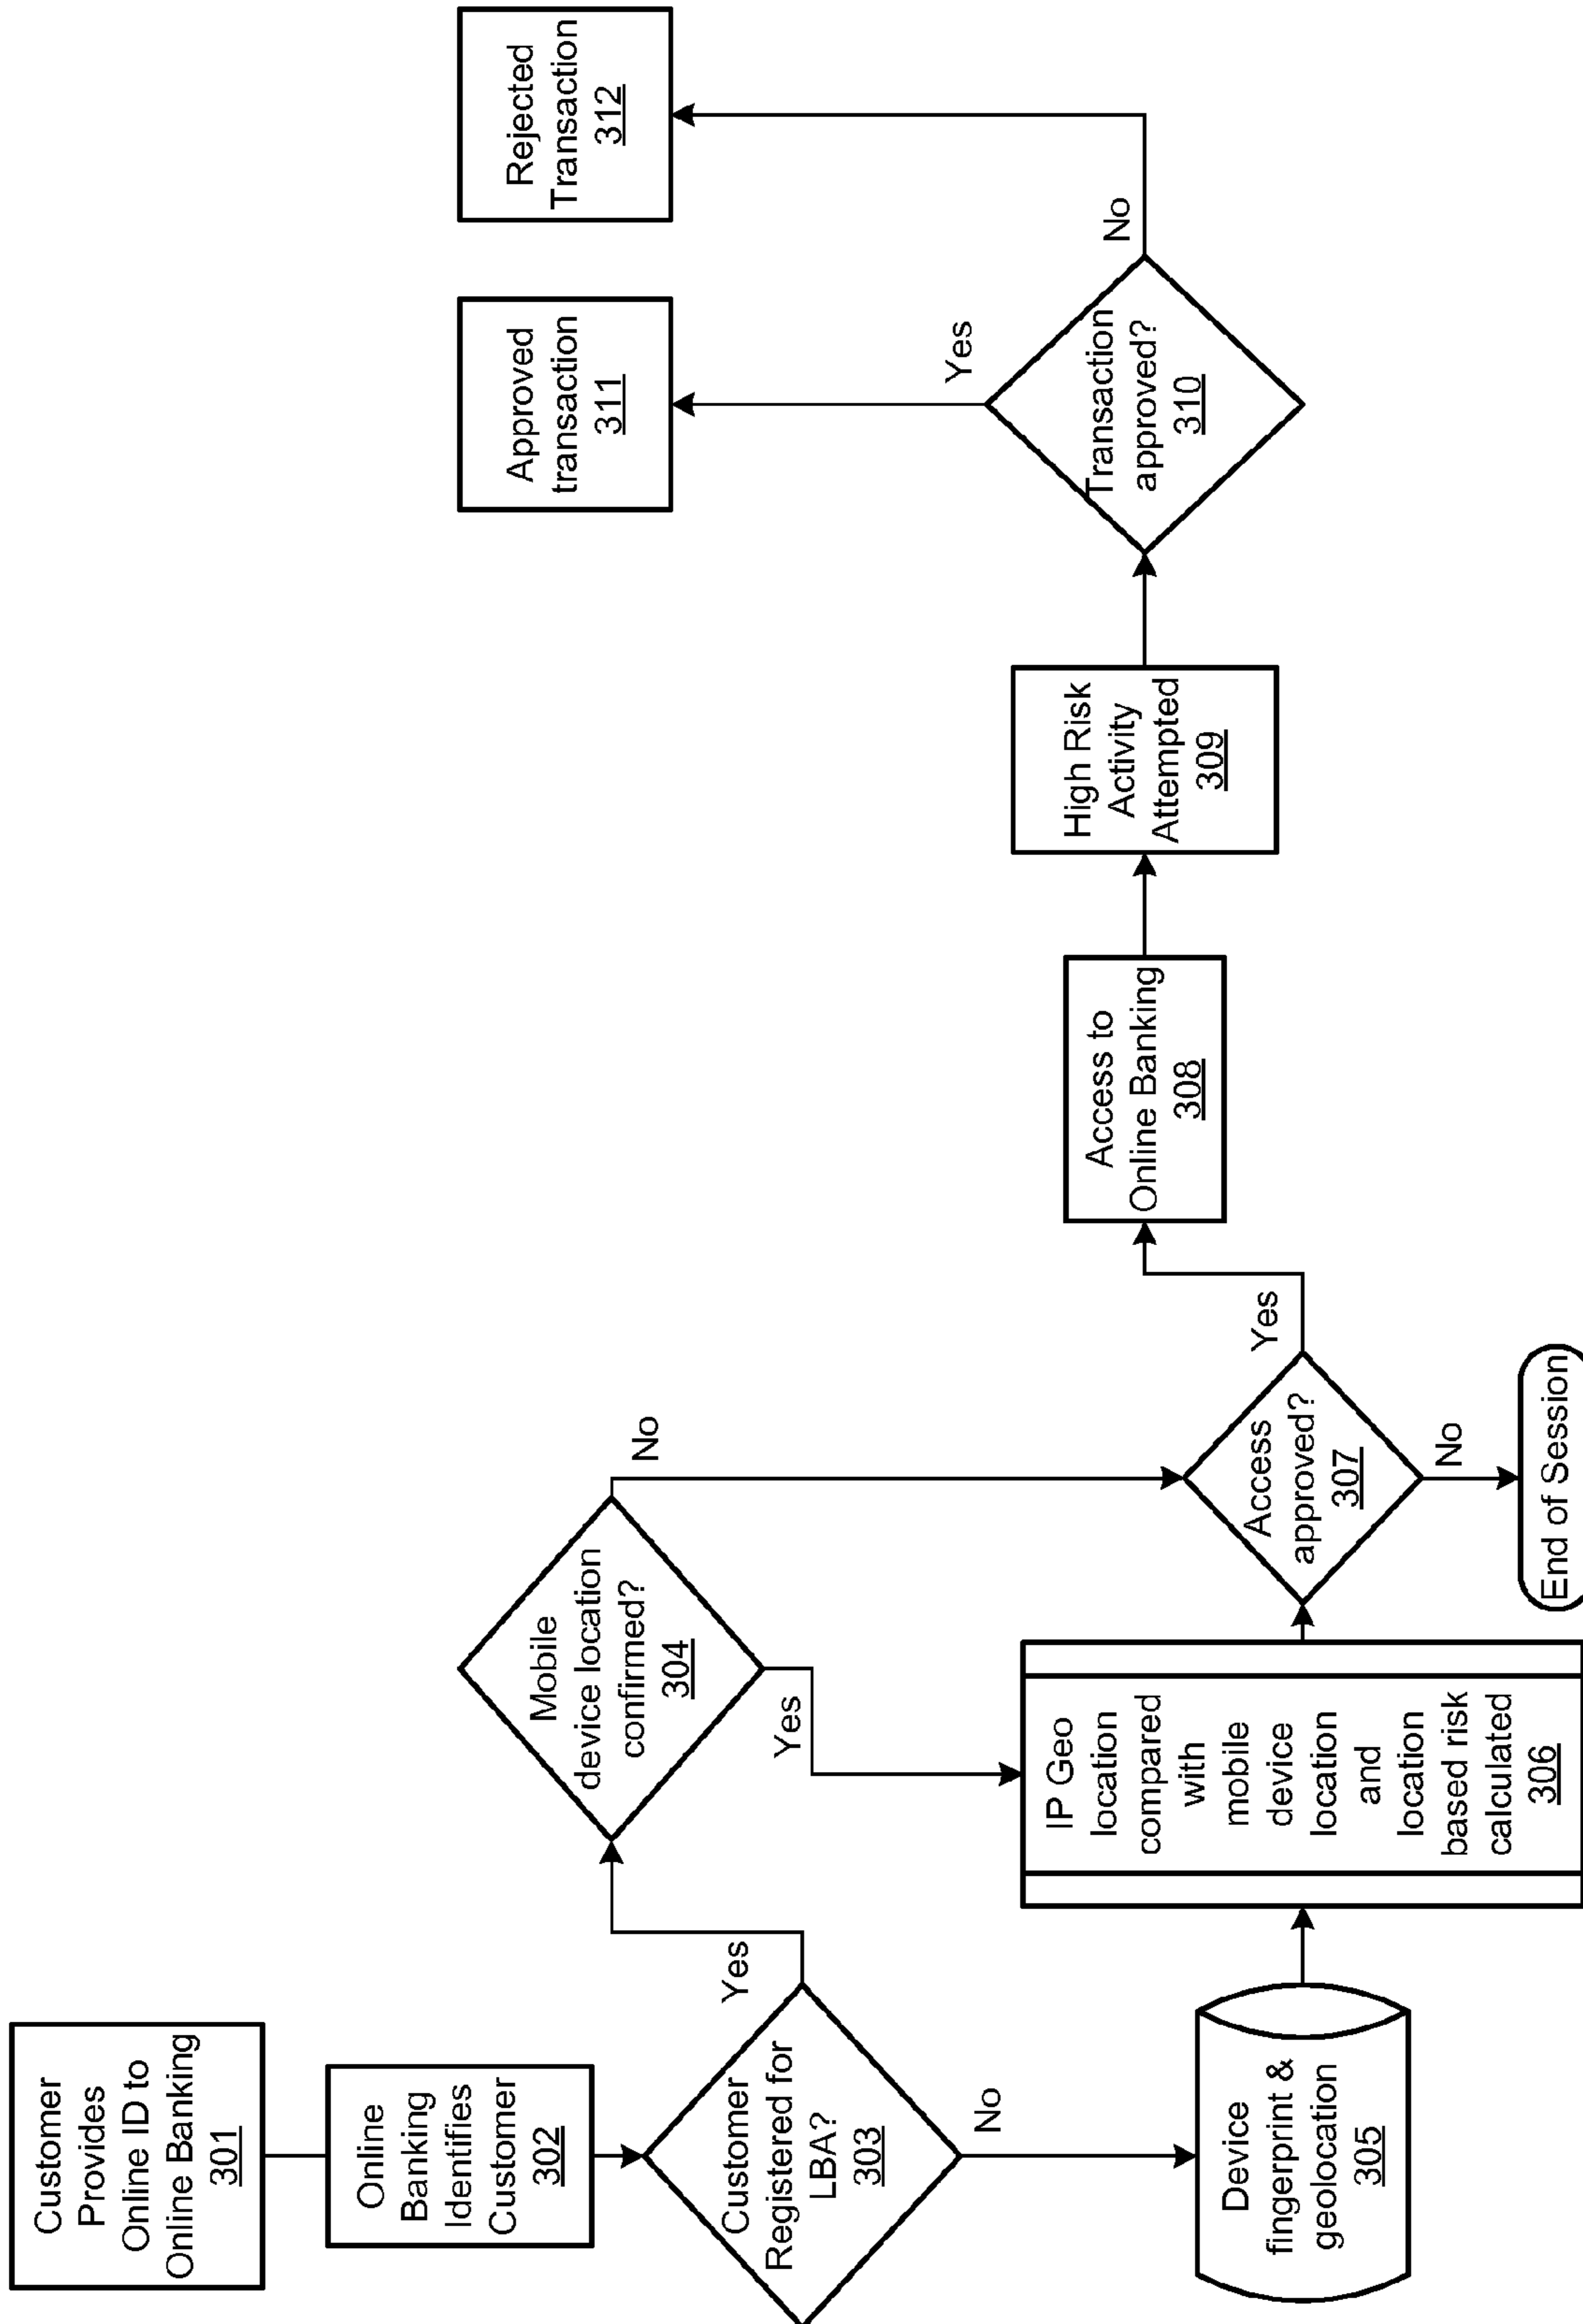 Customer
Provides
Online ID to
Online Banking
301
Online
Banking
Identifies
Customer
302
Customer
Registered for
LBA?
303
Yes
No
Mobile
device location
confirmed?
304
Yes
No
Device
fingerprint &
geolocation
305
IP Geo
location
compared
with
mobile
device
location
and
location
based risk
calculated
306
Access
approved?
307
Yes
No
End of Session
Access to
Online Banking
308
High Risk
Activity
Attempted
309
Transaction
approved?
310
Yes
No
Approved
transaction
311
Rejected
Transaction
312